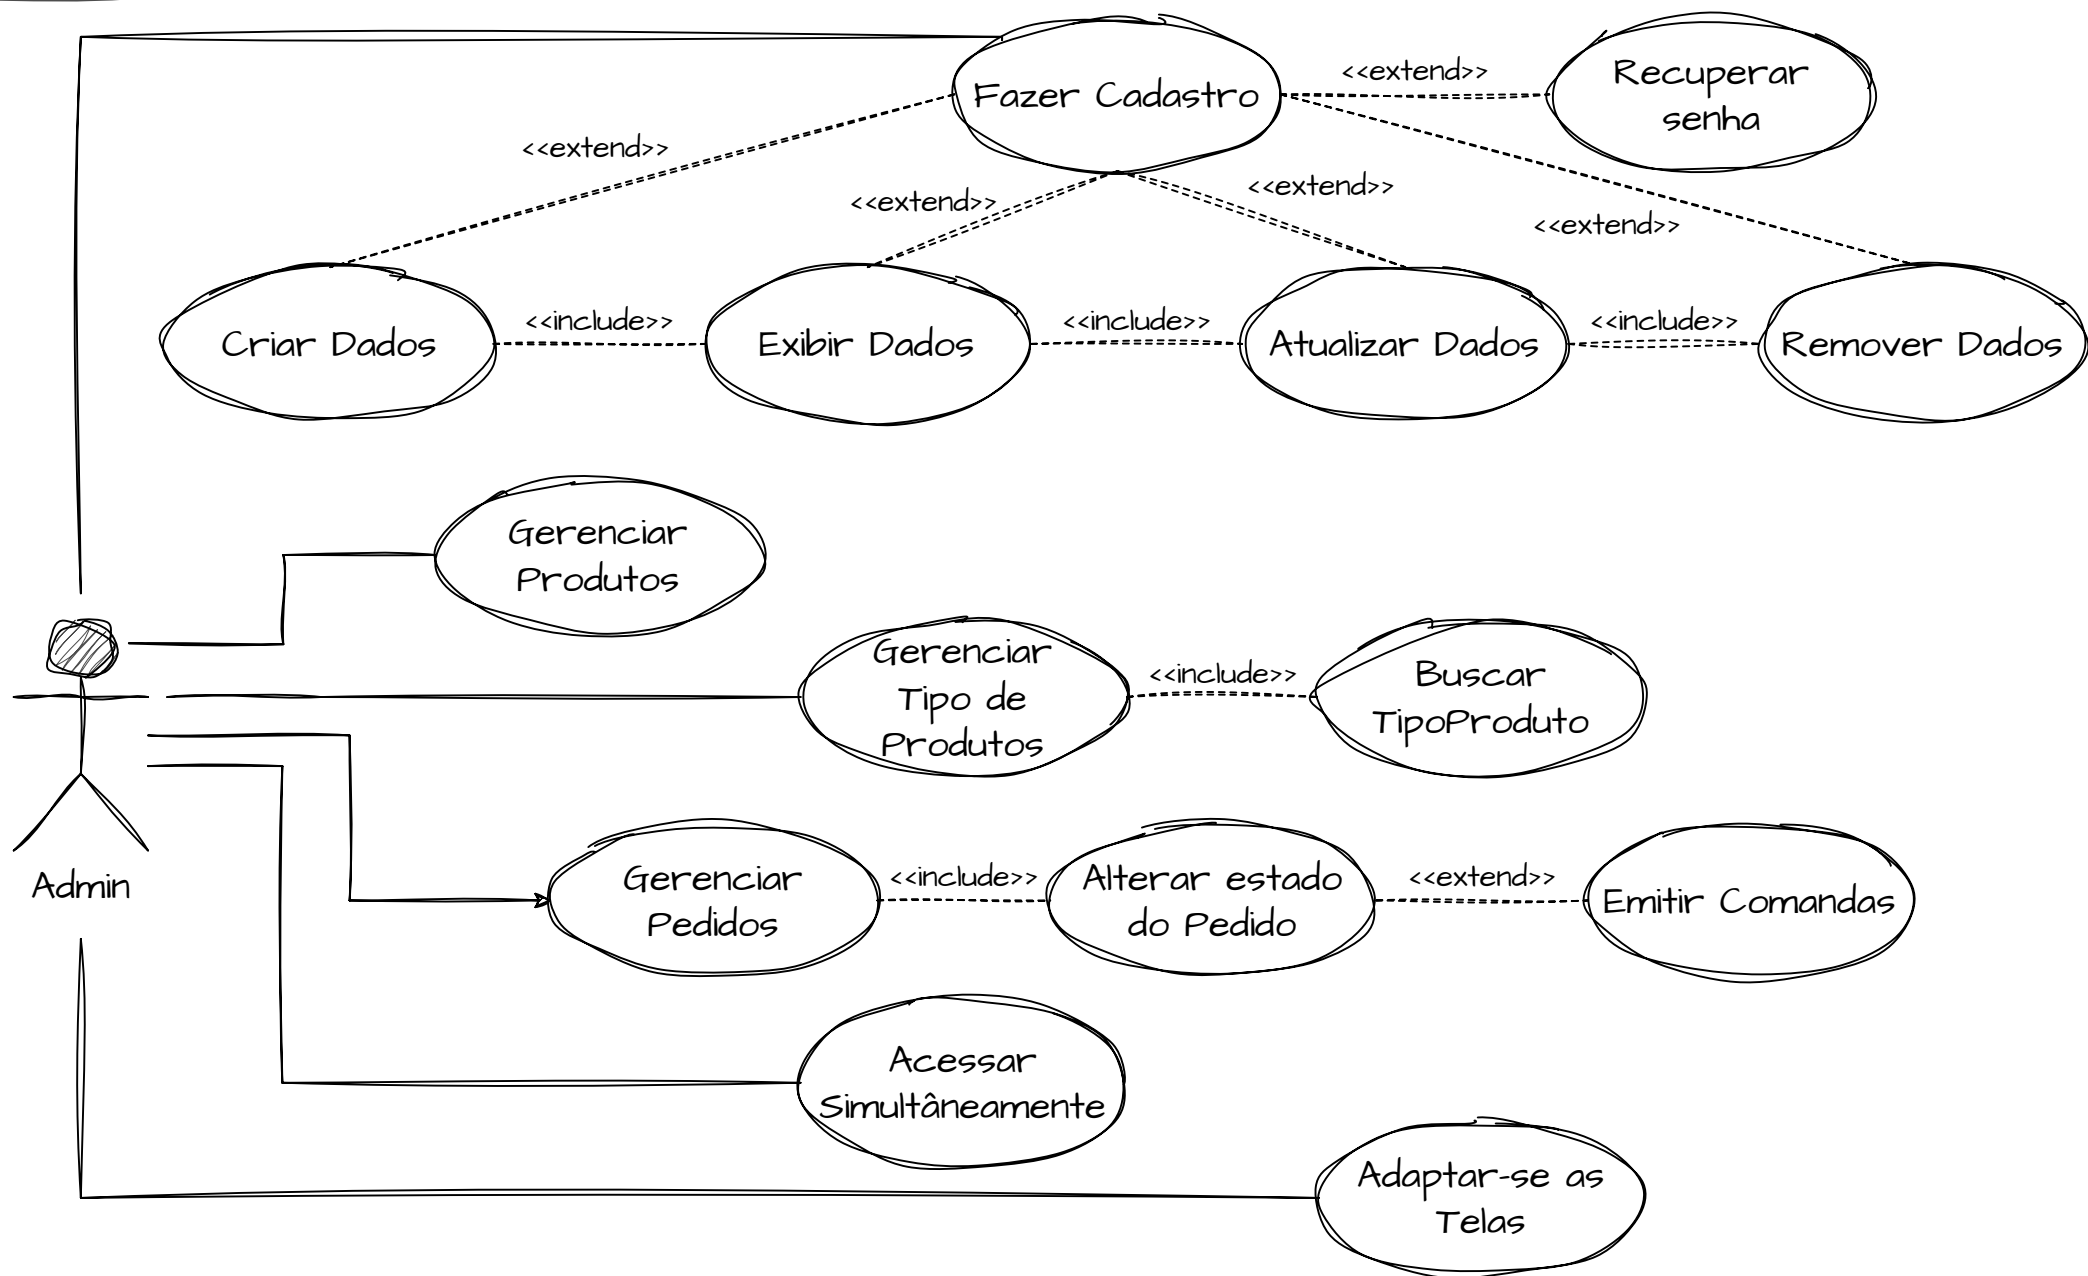 Fazer Cadastro
<<extend>>
Recuperar
senha
<<extend>>
<<extend>>
<<extend>>
<<extend>>
Criar Dados
<<include>>
Exibir Dados
<<include>>
Atualizar Dados
<<include>>
Remover Dados
Gerenciar
Produtos
Gerenciar
Tipo de
Produtos
<<include>>
Buscar
TipoProduto
Admin
Gerenciar
Pedidos
<<include>>
Alterar estado
do Pedido
<<extend>>
Emitir Comandas
Acessar
Simultâneamente
Adaptar-se as
Telas